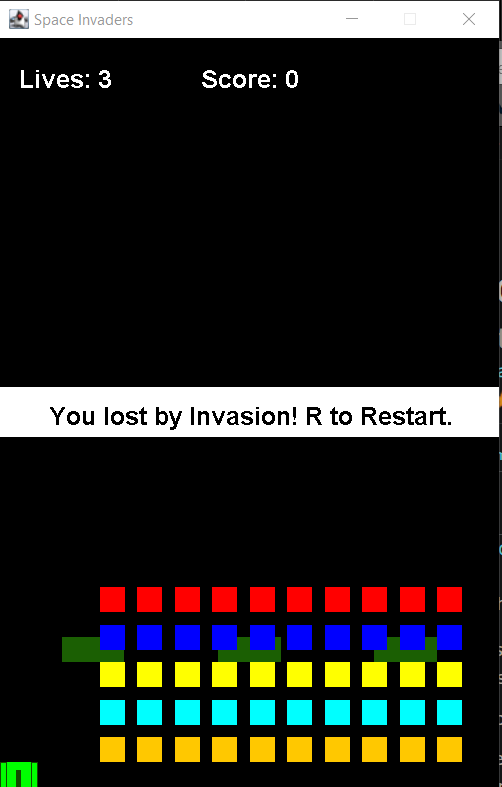 Space Invaders
Lives: 3 Score: 0
You lost by Invasion! R to Restart.